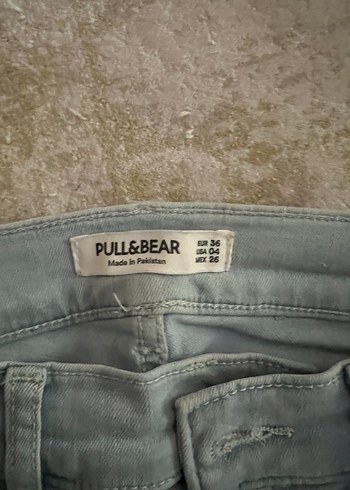 PULL&BEAR
Made in Pakistan
EUR 36
USA 04
MEX 26